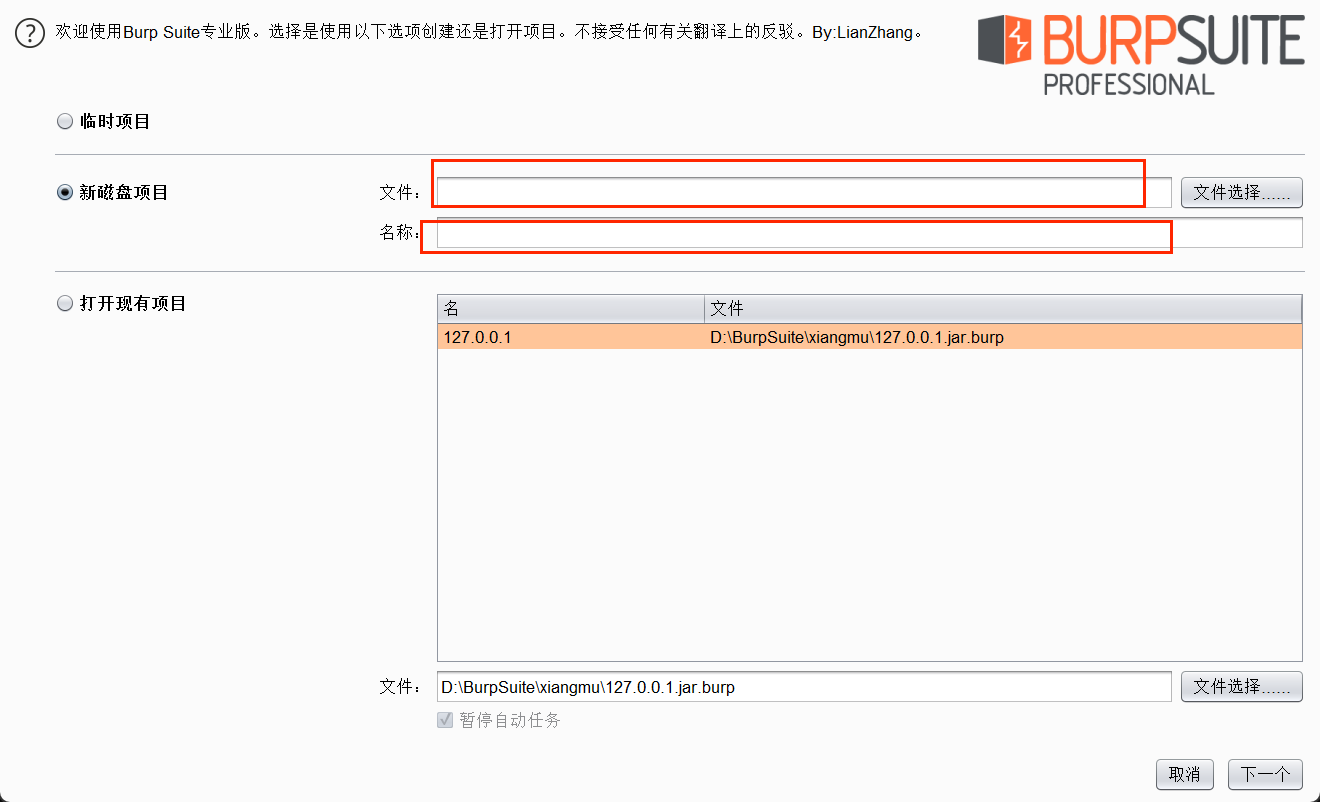 欢迎使用Burp Suite专业版。选择是使用以下选项创建还是打开项目。不接受任何有关翻译上的反驳。By:LianZhang。
BURPSUITE
PROFESSIONAL
临时项目
新磁盘项目
文件：
文件选择......
名称：
打开现有项目
名 文件
127.0.0.1 D:\BurpSuite\xiangmu\127.0.0.1.jar.burp
文件： D:\BurpSuite\xiangmu\127.0.0.1.jar.burp 文件选择......
暂停自动任务
取消 下一个